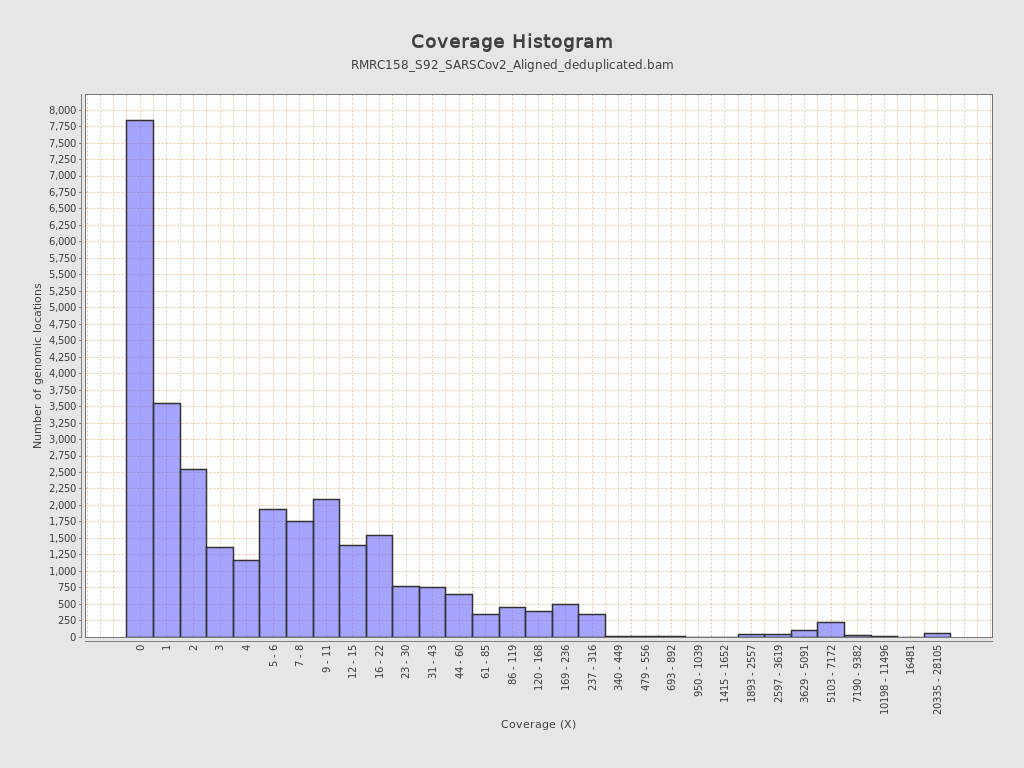 Coverage Histogram
RMRC158_S92_SARSCov2_Aligned_deduplicated.bam
Number of genomic locations
8,000
7,750
7,500
7,250
7,000
6,750
6,500
6,250
6,000
5,750
5,500
5,250
5,000
4,750
4,500
4,250
4,000
3,750
3,500
3,250
3,000
2,750
2,500
2,250
2,000
1,750
1,500
1,250
1,000
750
500
250
0
0
1
2
3
4
5 - 6
7 - 8
9 - 11
12 - 15
16 - 22
23 - 30
31 - 43
44 - 60
61 - 85
86 - 119
120 - 168
169 - 236
237 - 316
340 - 449
479 - 556
693 - 892
950 - 1039
1415 - 1652
1893 - 2557
2597 - 3619
3629 - 5091
5103 - 7172
7190 - 9382
10198 - 11496
16481
20335 - 28105
Coverage (X)